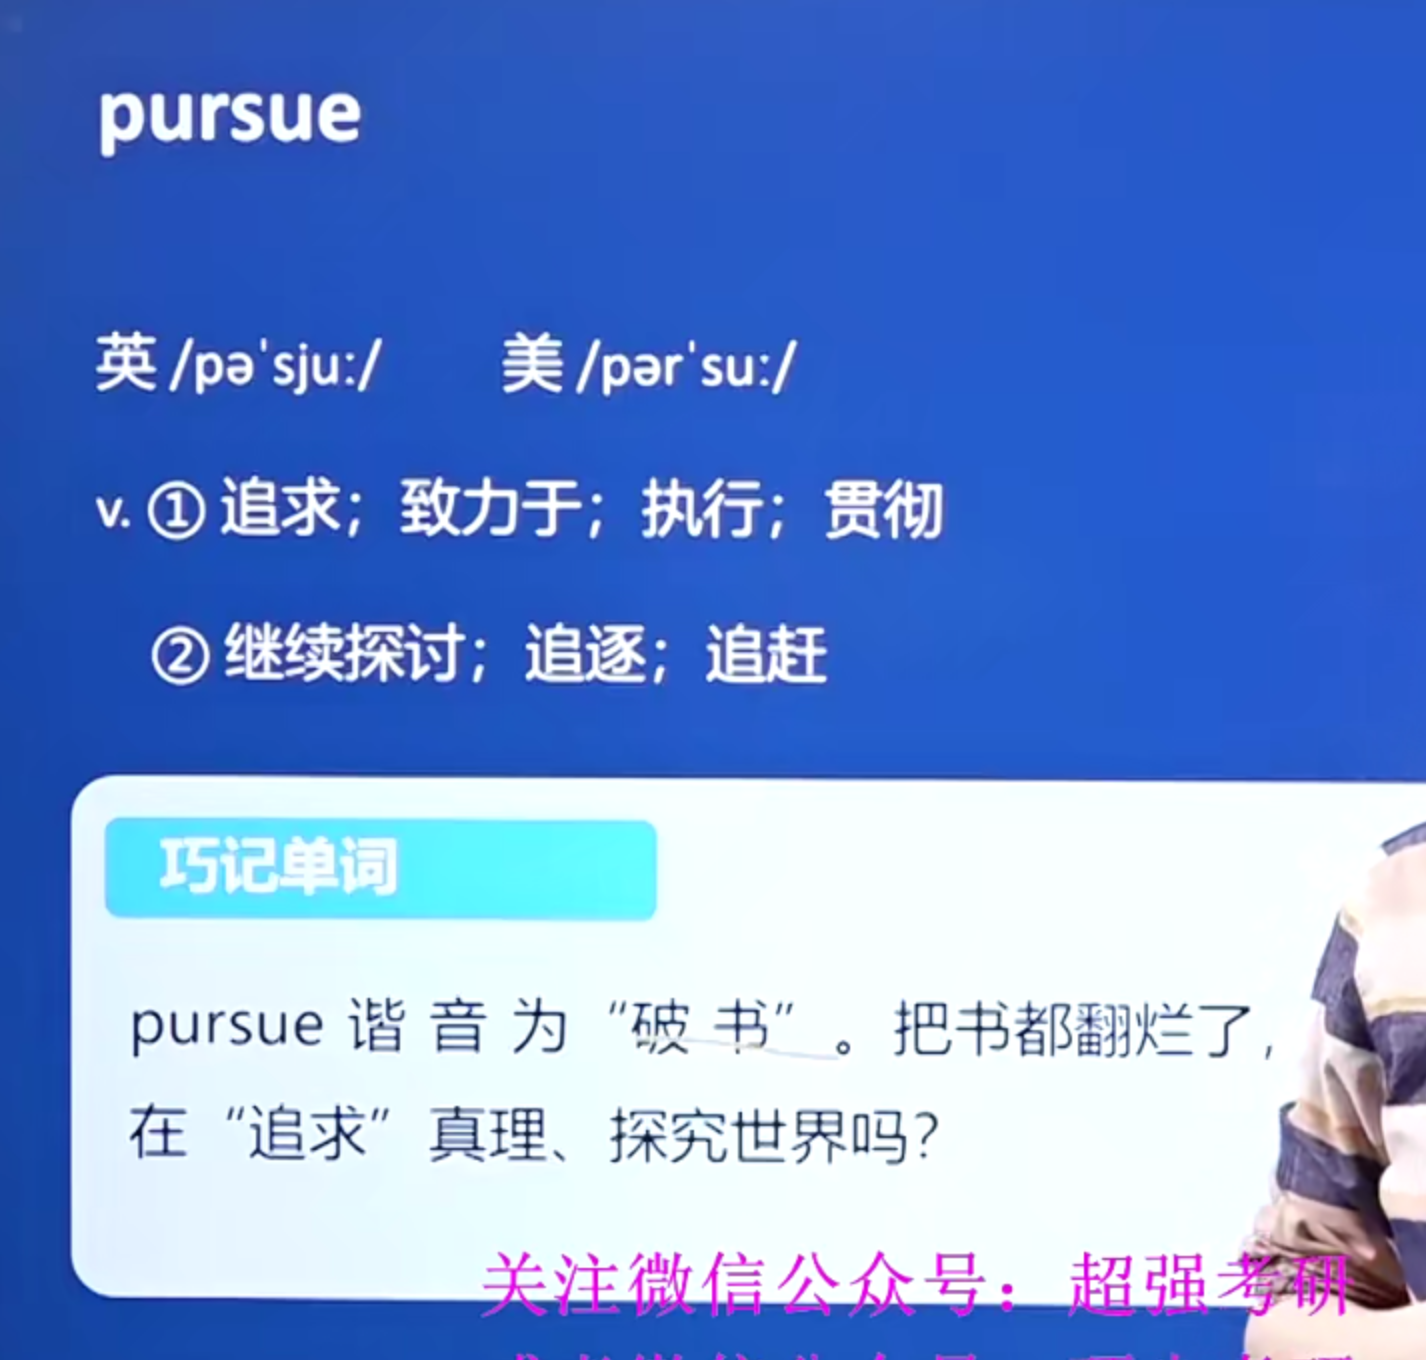 pursue
英 /pəˈsjuː/ 美 /pərˈsuː/
v. ① 追求；致力于；执行；贯彻
② 继续探讨；追逐；追赶
巧记单词
pursue 谐 音 为 “破 书” 。把书都翻烂了，
在 “追求” 真理、探究世界吗？
关注微信公众号：超强考研